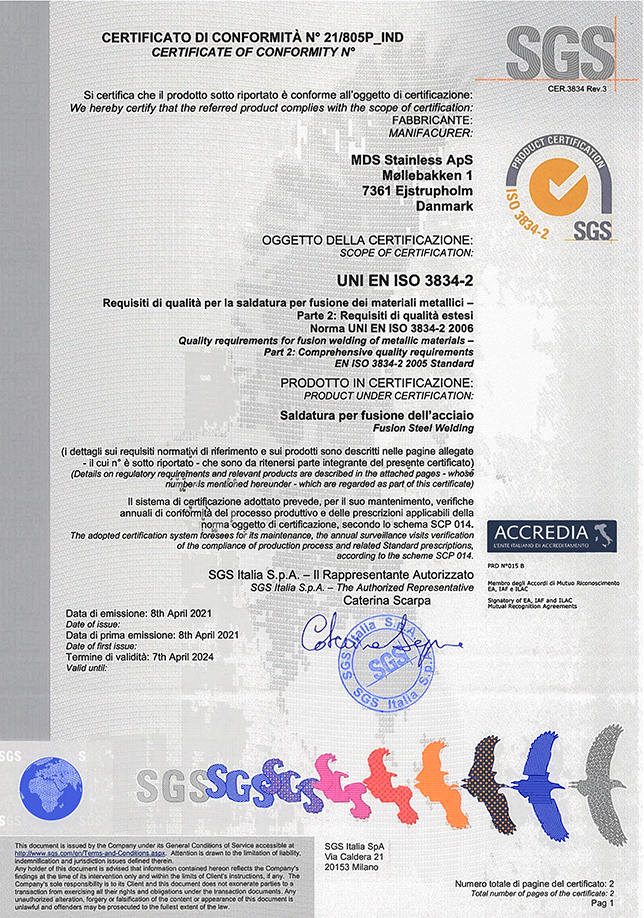 CERTIFICATO DI CONFORMITÀ N° 21/805P_IND
CERTIFICATE OF CONFORMITY N°
SGS
CER.3834 Rev.3
Si certifica che il prodotto sotto riportato è conforme all'oggetto di certificazione:
We hereby certify that the referred product complies with the scope of certification:
FABBRICANTE:
MANIFACURER:
MDS Stainless ApS
Møllebakken 1
7361 Ejstrupholm
Danmark
PRODUCT CERTIFICATION
ISO 3834-2
SGS
OGGETTO DELLA CERTIFICAZIONE:
SCOPE OF CERTIFICATION:
UNI EN ISO 3834-2
Requisiti di qualità per la saldatura per fusione dei materiali metallici –
Parte 2: Requisiti di qualità estesi
Norma UNI EN ISO 3834-2 2006
Quality requirements for fusion welding of metallic materials –
Part 2: Comprehensive quality requirements
EN ISO 3834-2 2005 Standard
PRODOTTO IN CERTIFICAZIONE:
PRODUCT UNDER CERTIFICATION:
Saldatura per fusione dell'acciaio
Fusion Steel Welding
(i dettagli sui requisiti normativi di riferimento e sui prodotti sono descritti nelle pagine allegate
- il cui n° è sotto riportato - che sono da ritenersi parte integrante del presente certificato)
(Details on regulatory requirements and relevant products are described in the attached pages - whose
number is mentioned hereunder - which are regarded as part of this certificate)
Il sistema di certificazione adottato prevede, per il suo mantenimento, verifiche
annuali di conformità del processo produttivo e delle prescrizioni applicabili della
norma oggetto di certificazione, secondo lo schema SCP 014.
The adopted certification system foresees for its maintenance, the annual surveillance visits verification
of the compliance of production process and related Standard prescriptions,
according to the scheme SCP 014.
ACCREDIA
L'ENTE ITALIANO DI ACCREDITAMENTO
PRD N°015 B
Membro degli Accordi di Mutuo Riconoscimento
EA, IAF e ILAC
Signatory of EA, IAF and ILAC
Mutual Recognition Agreements
SGS Italia S.p.A. – Il Rappresentante Autorizzato
SGS Italia S.p.A. – The Authorized Representative
Caterina Scarpa
Data di emissione: 8th April 2021
Date of issue:
Data di prima emissione: 8th April 2021
Date of first issue:
Termine di validità: 7th April 2024
Valid until:
SGS Italia S.p.A.
SGS
SGS Italia S.p.A.
SGS
S
SGS
SGS
SGS
This document is issued by the Company under its General Conditions of Service accessible at
http://www.sgs.com/en/Terms-and-Conditions.aspx. Attention is drawn to the limitation of liability,
indemnification and jurisdiction issues defined therein.
Any holder of this document is advised that information contained hereon reflects the Company's
findings at the time of its intervention only and within the limits of Client's instructions, if any. The
Company's sole responsibility is to its Client and this document does not exonerate parties to a
transaction from exercising all their rights and obligations under the transaction documents. Any
unauthorized alteration, forgery or falsification of the content or appearance of this document is
unlawful and offenders may be prosecuted to the fullest extent of the law.
SGS Italia SpA
Via Caldera 21
20153 Milano
Numero totale di pagine del certificato: 2
Total number of pages of the certificate: 2
Pag 1